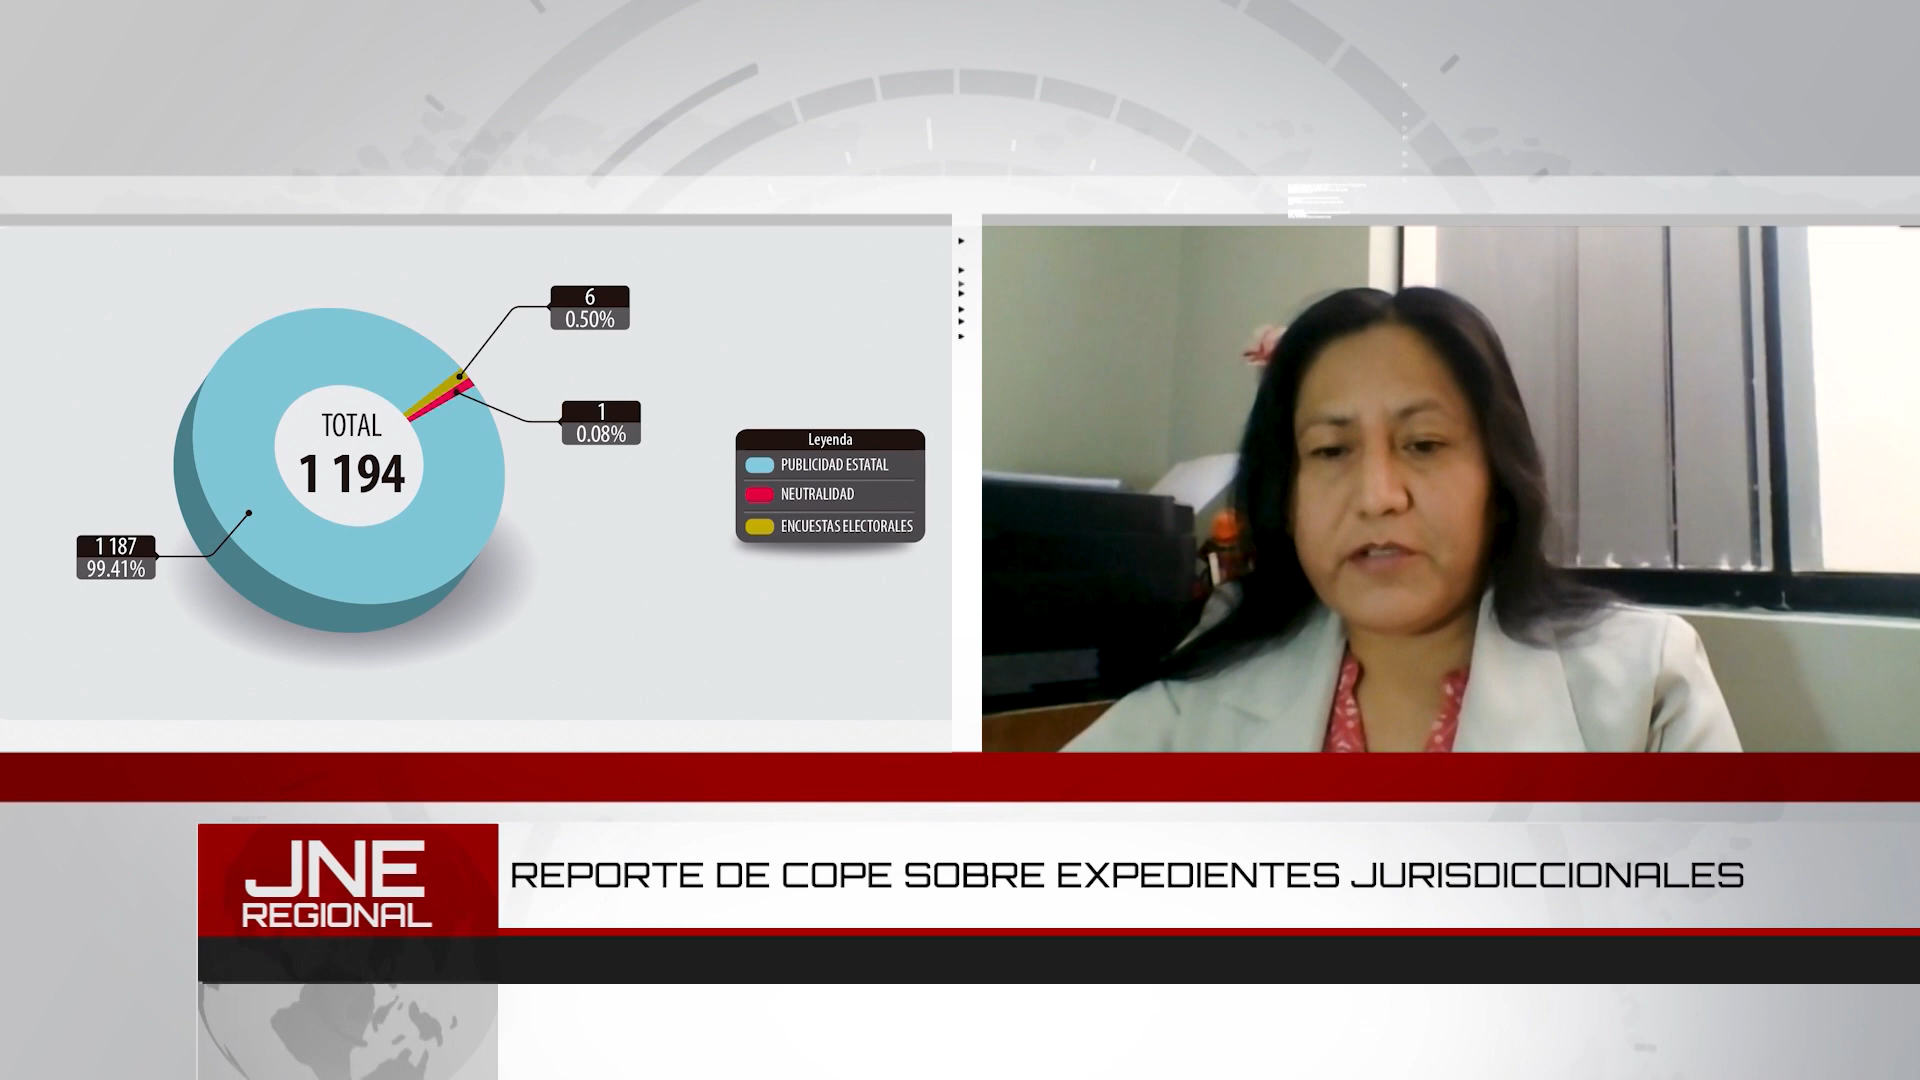 6
0.50%
1
0.08%
TOTAL
1 194
1 187
99.41%
Leyenda
PUBLICIDAD ESTATAL
NEUTRALIDAD
ENCUESTAS ELECTORALES
JNE
REGIONAL
REPORTE DE COPE SOBRE EXPEDIENTES JURISDICCIONALES